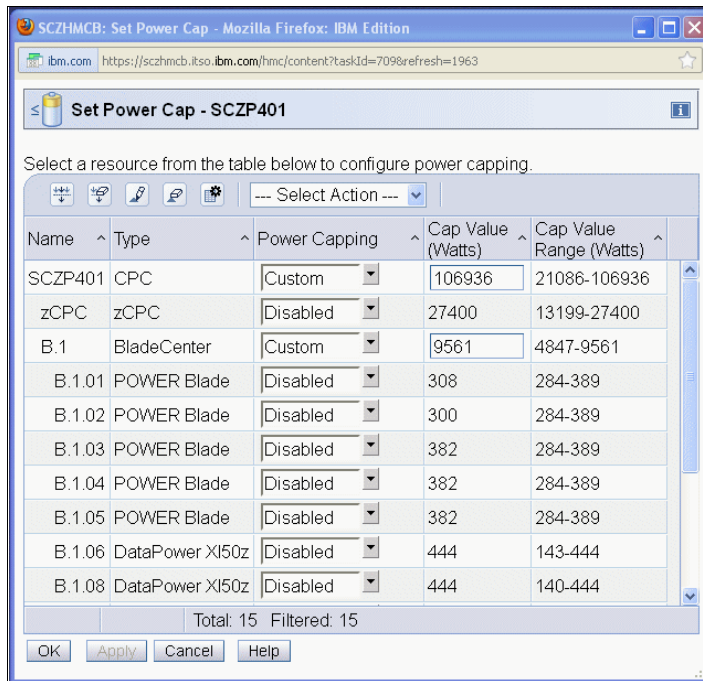 SCZHMCB: Set Power Cap - Mozilla Firefox: IBM Edition
ibm.com https://sczhmcb.itso.ibm.com/hmc/content?taskId=709&refresh=1963
Set Power Cap - SCZP401
Select a resource from the table below to configure power capping.
--- Select Action ---
Name Type Power Capping Cap Value (Watts) Cap Value Range (Watts)
SCZP401 CPC Custom 106936 21086-106936
zCPC zCPC Disabled 27400 13199-27400
B.1 BladeCenter Custom 9561 4847-9561
B.1.01 POWER Blade Disabled 308 284-389
B.1.02 POWER Blade Disabled 300 284-389
B.1.03 POWER Blade Disabled 382 284-389
B.1.04 POWER Blade Disabled 382 284-389
B.1.05 POWER Blade Disabled 382 284-389
B.1.06 DataPower XI50z Disabled 444 143-444
B.1.08 DataPower XI50z Disabled 444 140-444
Total: 15 Filtered: 15
OK Apply Cancel Help